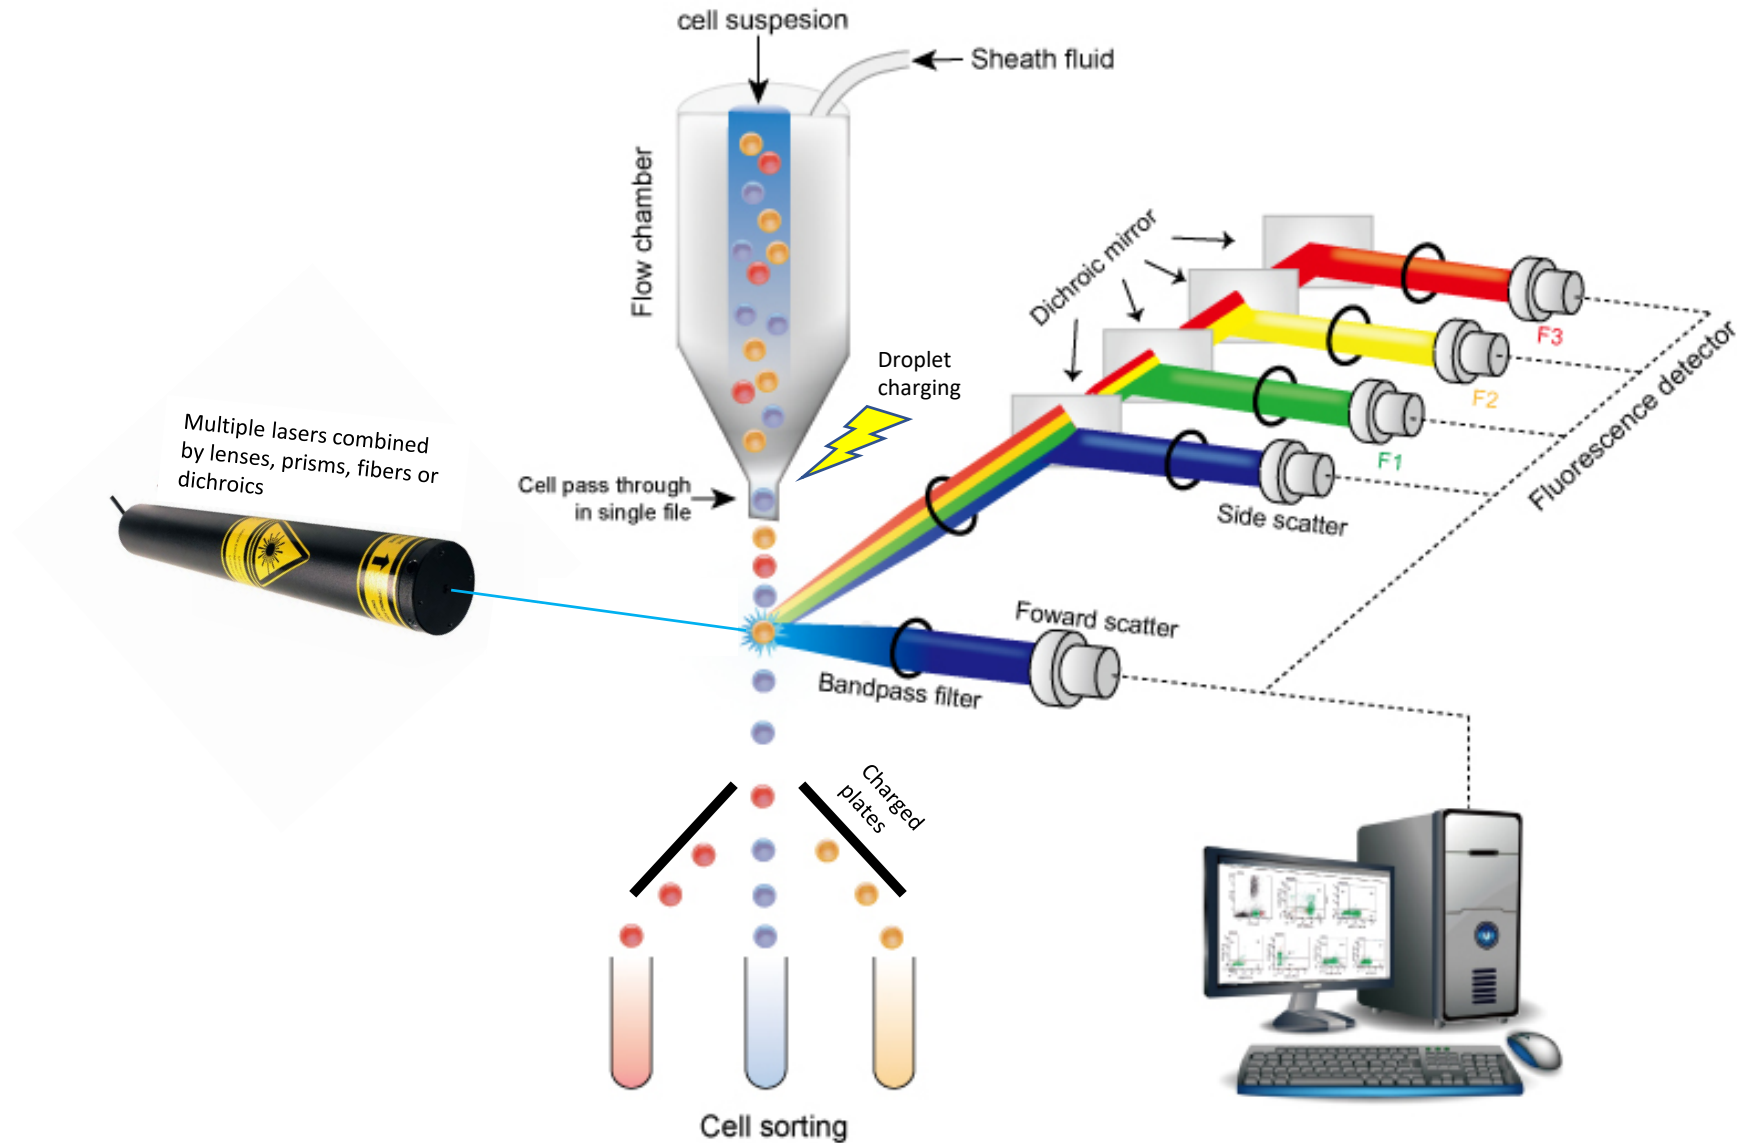 cell suspesion
Sheath fluid
Flow chamber
Droplet
charging
Multiple lasers combined
by lenses, prisms, fibers or
dichroics
Cell pass through
in single file
Dichroic mirror
F3
F2
F1
Fluorescence detector
Side scatter
Foward scatter
Bandpass filter
Charged
plates
Cell sorting